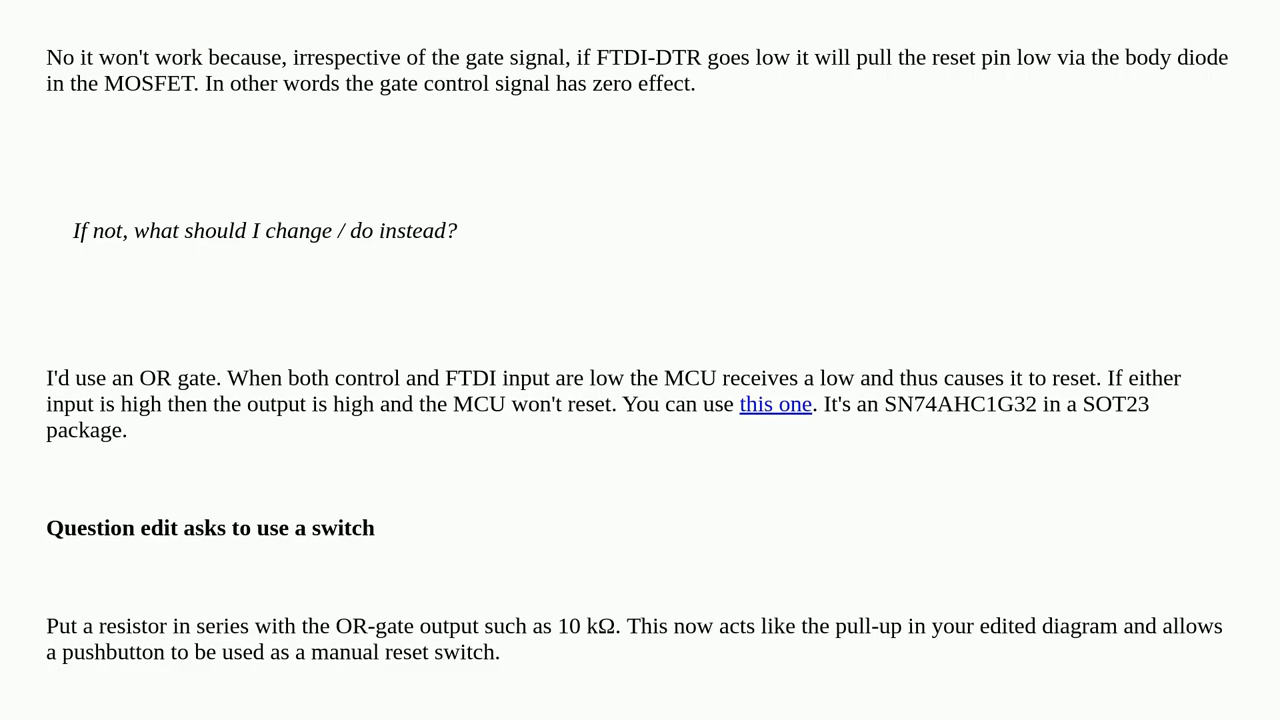 No it won't work because, irrespective of the gate signal, if FTDI-DTR goes low it will pull the reset pin low via the body diode
in the MOSFET. In other words the gate control signal has zero effect.
If not, what should I change / do instead?
I'd use an OR gate. When both control and FTDI input are low the MCU receives a low and thus causes it to reset. If either
input is high then the output is high and the MCU won't reset. You can use this one. It's an SN74AHC1G32 in a SOT23
package.
Question edit asks to use a switch
Put a resistor in series with the OR-gate output such as 10 kΩ. This now acts like the pull-up in your edited diagram and allows
a pushbutton to be used as a manual reset switch.